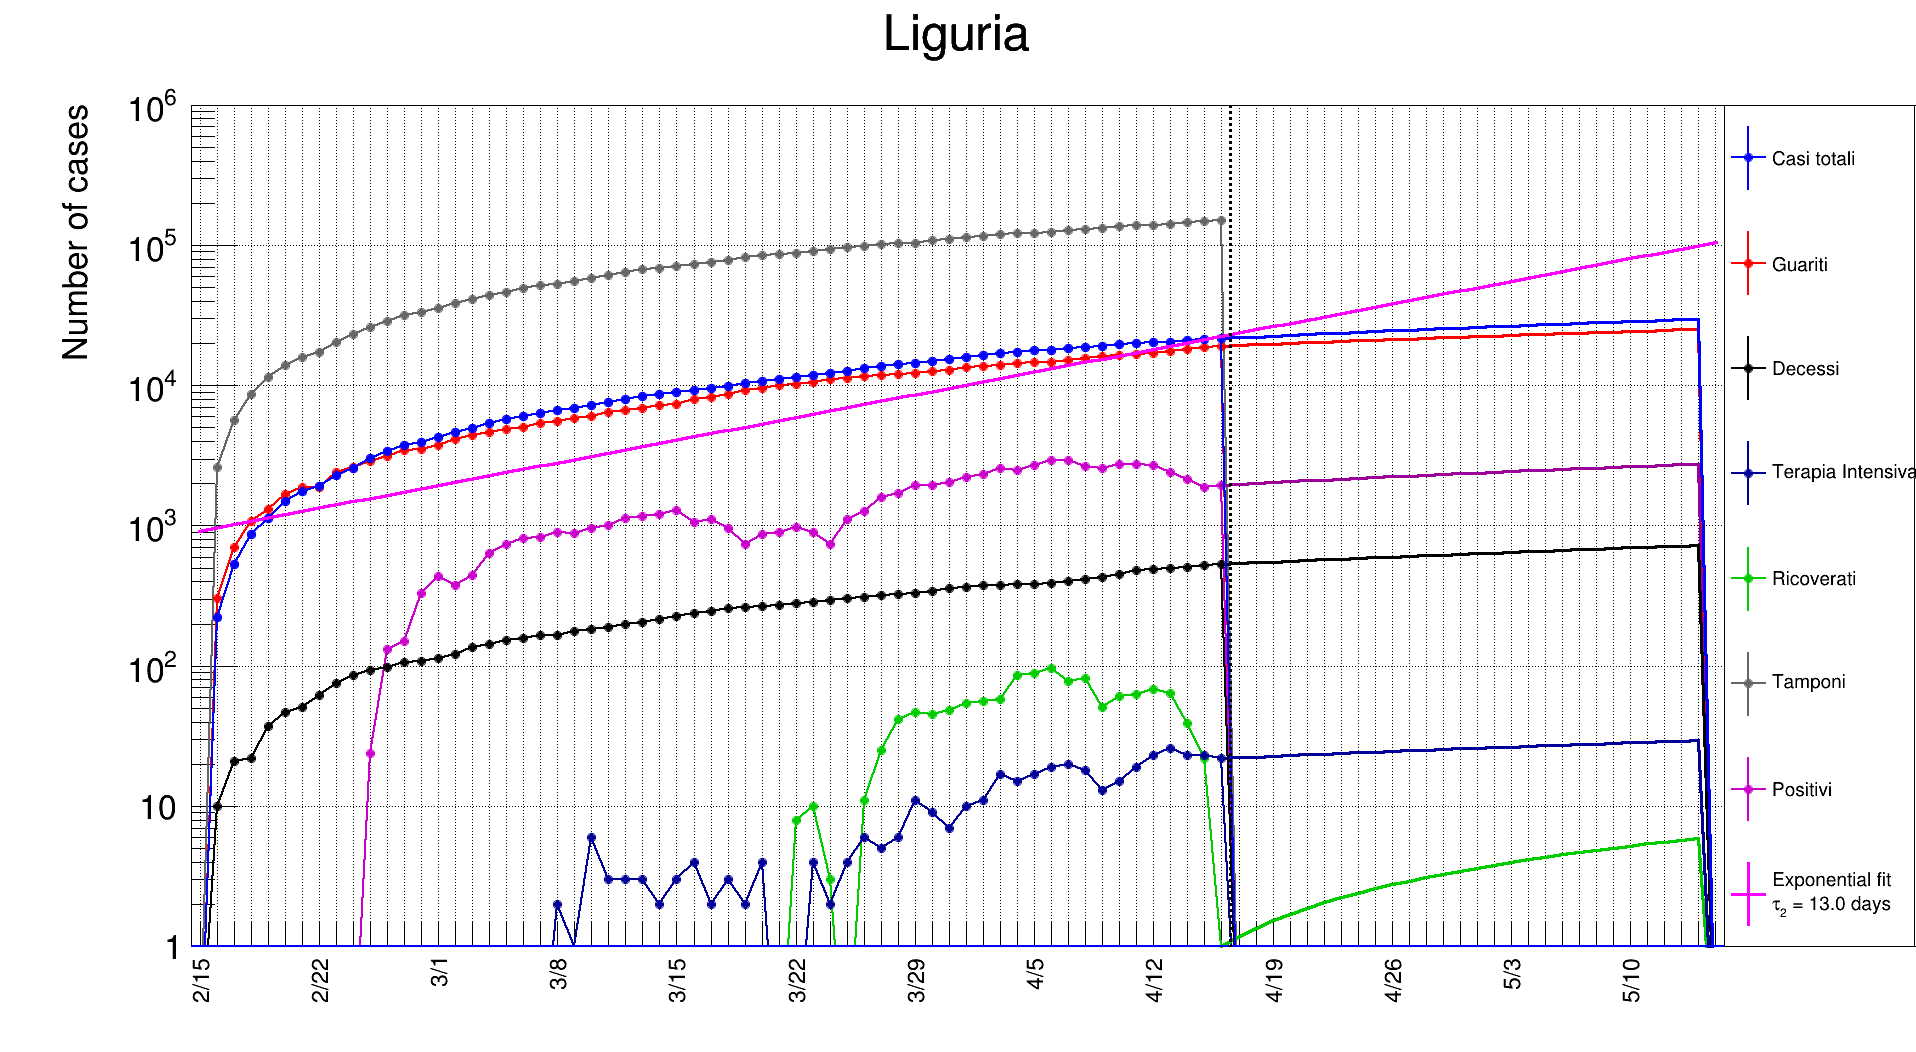 Liguria
Number of cases
10^6
10^5
10^4
10^3
10^2
10
1
2/15
2/22
3/1
3/8
3/15
3/22
3/29
4/5
4/12
4/19
4/26
5/3
5/10
Casi totali
Guariti
Decessi
Terapia Intensiva
Ricoverati
Tamponi
Positivi
Exponential fit
τ_2 = 13.0 days